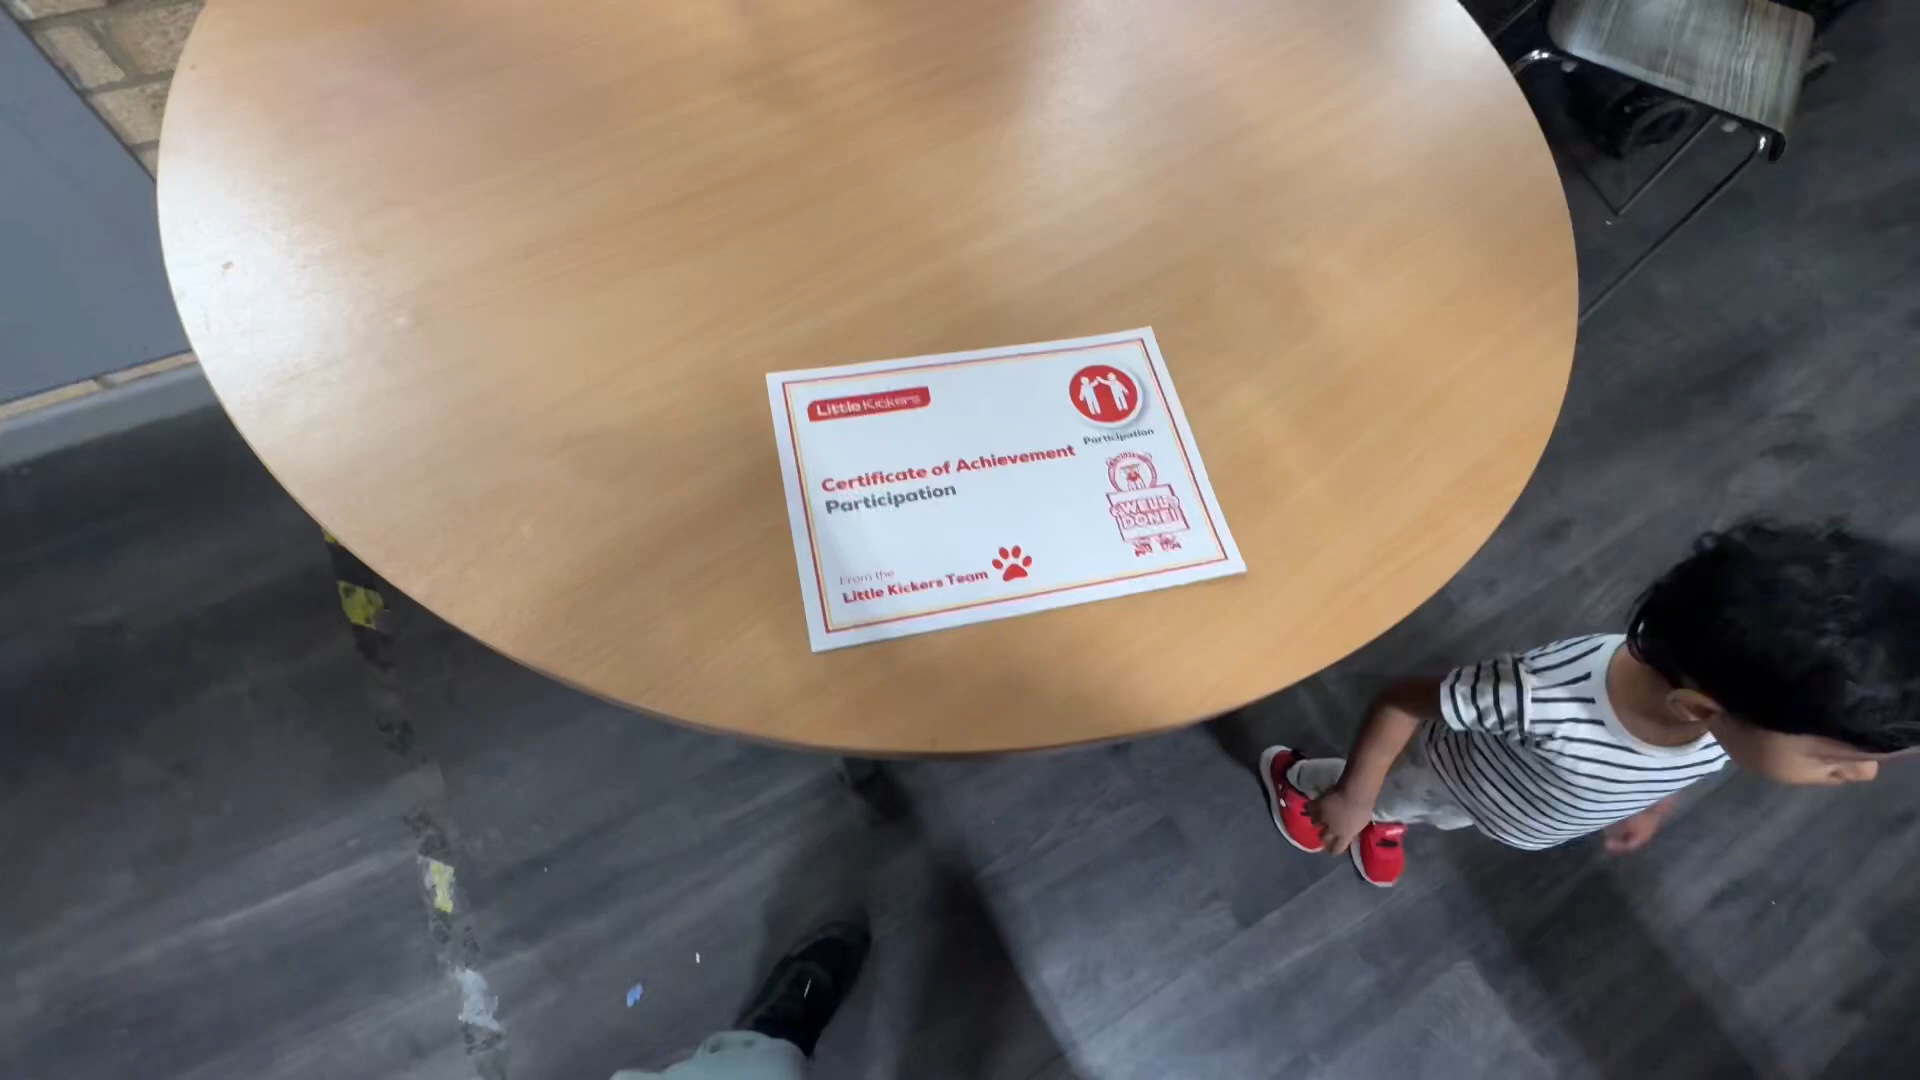 Little Kickers
Participation
Certificate of Achievement
Participation
WELL
DONE!
From the
Little Kickers Team